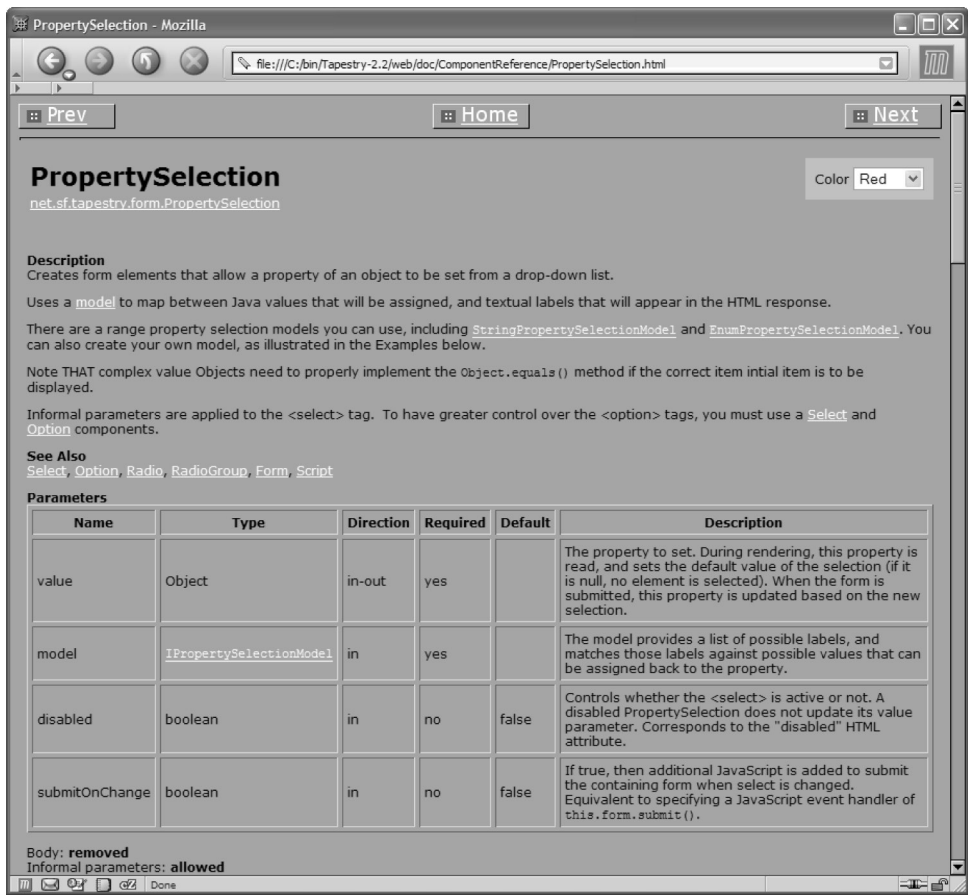 PropertySelection - Mozilla
file:///C:/bin/Tapestry-2.2/web/doc/ComponentReference/PropertySelection.html
Prev Home Next
PropertySelection
Color Red
net.sf.tapestry.form.PropertySelection
Description
Creates form elements that allow a property of an object to be set from a drop-down list.
Uses a model to map between Java values that will be assigned, and textual labels that will appear in the HTML response.
There are a range property selection models you can use, including StringPropertySelectionModel and EnumPropertySelectionModel. You
can also create your own model, as illustrated in the Examples below.
Note THAT complex value Objects need to properly implement the Object.equals() method if the correct item intial item is to be
displayed.
Informal parameters are applied to the <select> tag. To have greater control over the <option> tags, you must use a Select and
Option components.
See Also
Select, Option, Radio, RadioGroup, Form, Script
Parameters
Name Type Direction Required Default Description
value Object in-out yes
The property to set. During rendering, this property is
read, and sets the default value of the selection (if it
is null, no element is selected). When the form is
submitted, this property is updated based on the new
selection.
model IPropertySelectionModel in yes
The model provides a list of possible labels, and
matches those labels against possible values that can
be assigned back to the property.
disabled boolean in no false
Controls whether the <select> is active or not. A
disabled PropertySelection does not update its value
parameter. Corresponds to the "disabled" HTML
attribute.
submitOnChange boolean in no false
If true, then additional JavaScript is added to submit
the containing form when select is changed.
Equivalent to specifying a JavaScript event handler of
this.form.submit().
Body: removed
Informal parameters: allowed
Done